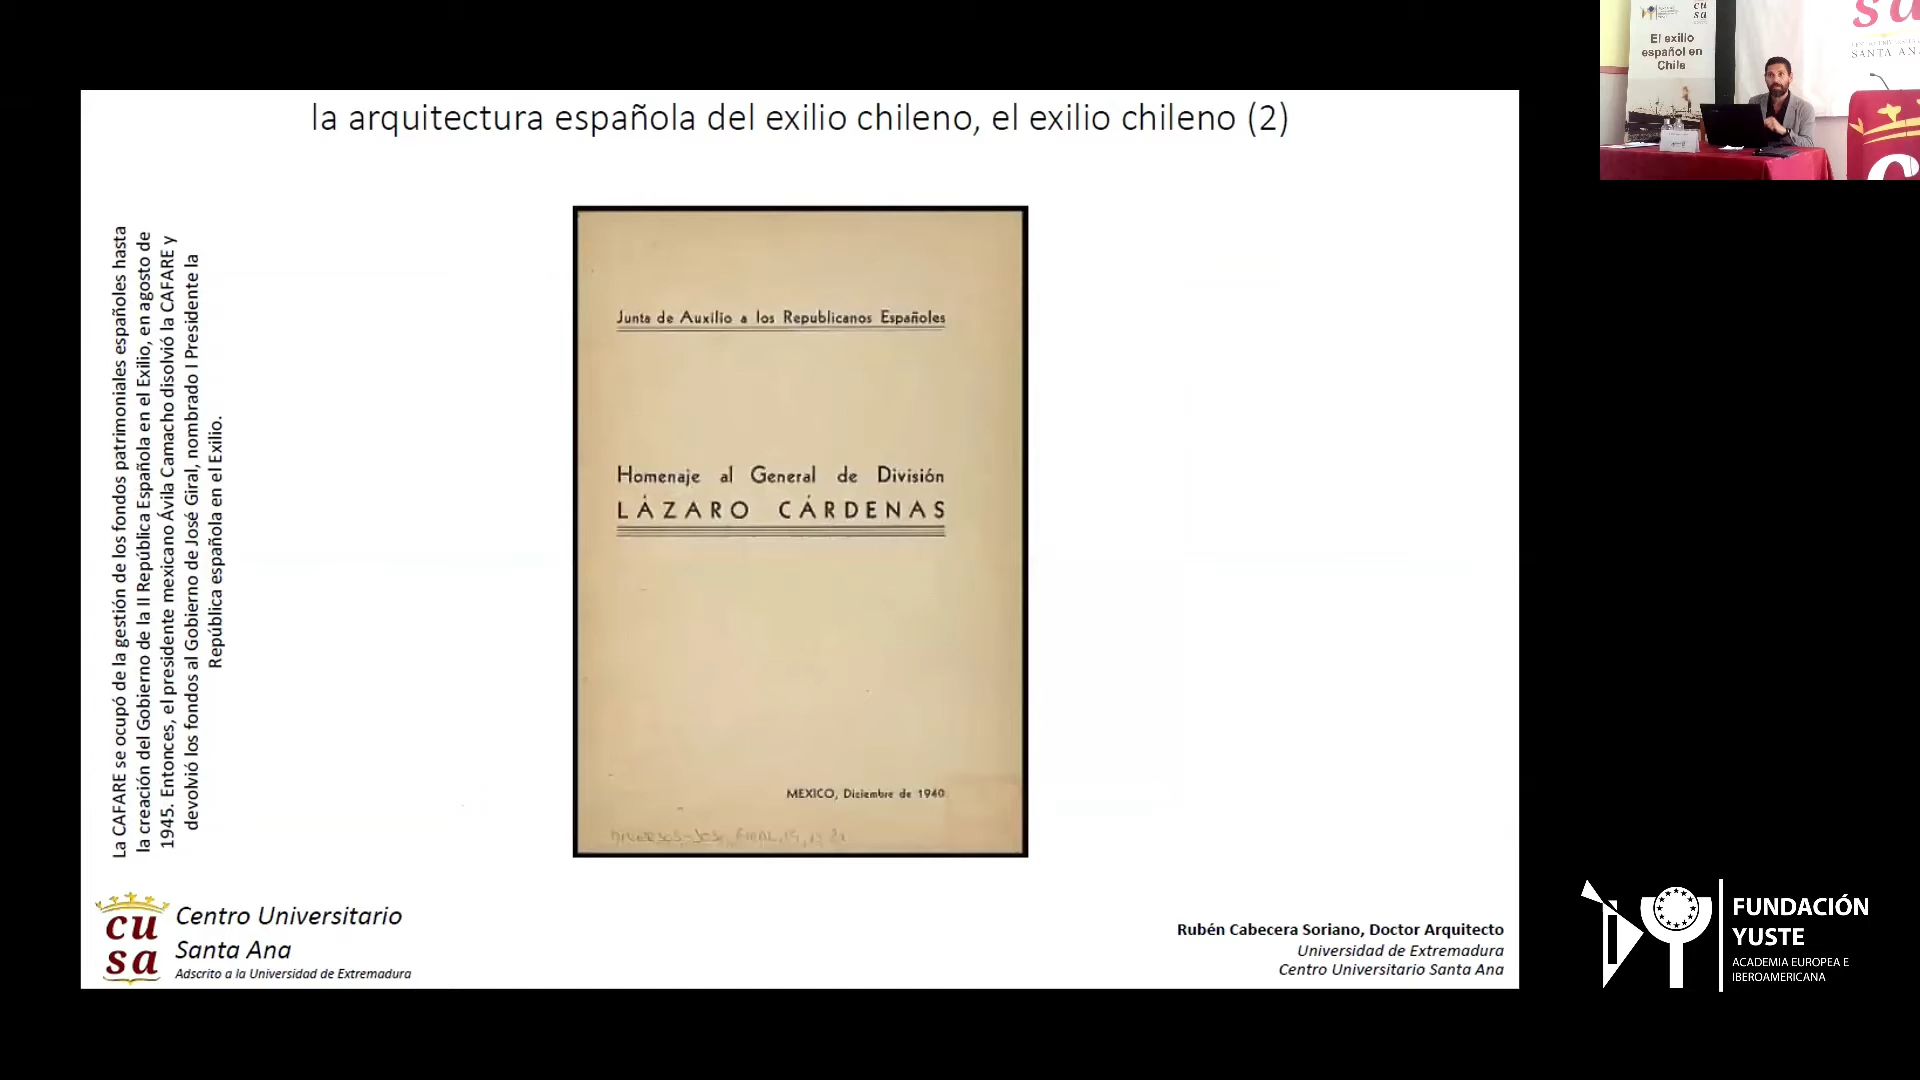 la arquitectura española del exilio chileno, el exilio chileno (2)
La CAFARE se ocupó de la gestión de los fondos patrimoniales españoles hasta
la creación del Gobierno de la II República Española en el Exilio, en agosto de
1945. Entonces, el presidente mexicano Ávila Camacho disolvió la CAFARE y
devolvió los fondos al Gobierno de José Giral, nombrado I Presidente la
República española en el Exilio.
Junta de Auxilio a los Republicanos Españoles
Homenaje al General de División
LÁZARO CÁRDENAS
MEXICO, Diciembre de 1940
cu
sa
Centro Universitario
Santa Ana
Adscrito a la Universidad de Extremadura
Rubén Cabecera Soriano, Doctor Arquitecto
Universidad de Extremadura
Centro Universitario Santa Ana
cu
sa
El exilio
español en
Chile
sa
SANTA AN
c
FUNDACIÓN
YUSTE
ACADEMIA EUROPEA E
IBEROAMERICANA